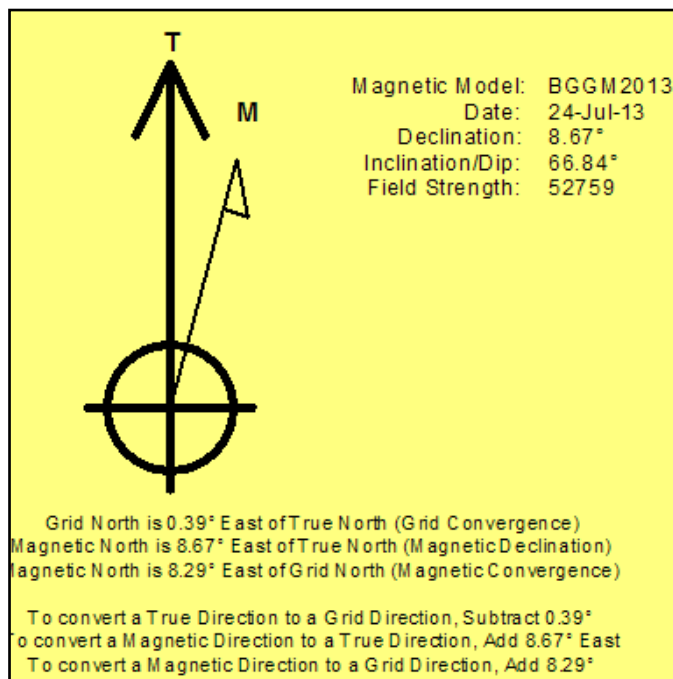 T
M
Magnetic Model: BGGM2013
Date: 24-Jul-13
Declination: 8.67°
Inclination/Dip: 66.84°
Field Strength: 52759
Grid North is 0.39° East of True North (Grid Convergence)
Magnetic North is 8.67° East of True North (Magnetic Declination)
Magnetic North is 8.29° East of Grid North (Magnetic Convergence)
To convert a True Direction to a Grid Direction, Subtract 0.39°
To convert a Magnetic Direction to a True Direction, Add 8.67° East
To convert a Magnetic Direction to a Grid Direction, Add 8.29°